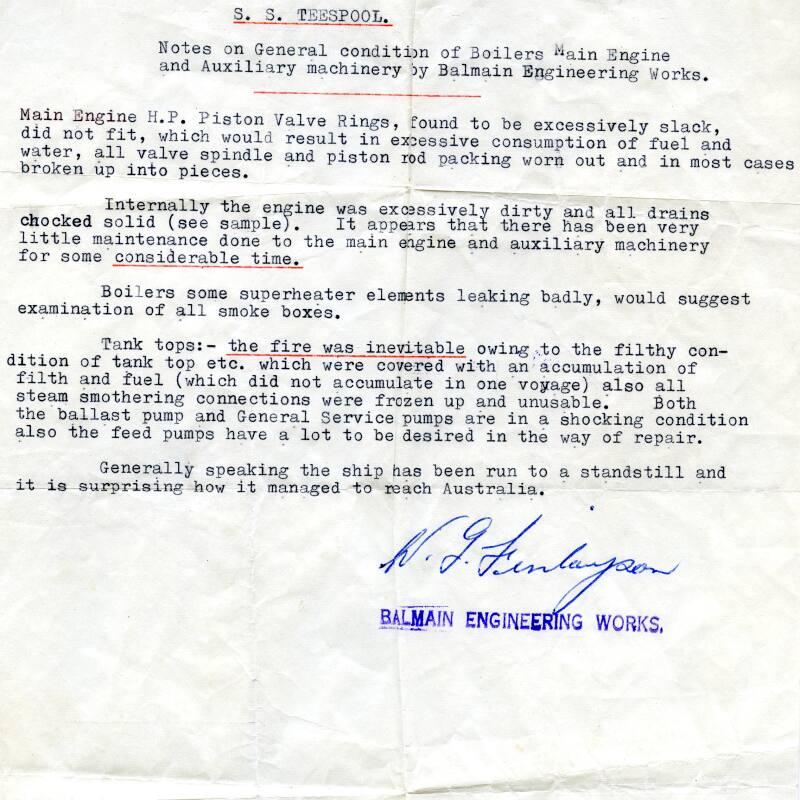 S. S. TEESPOOL.
Notes on General condition of Boilers Main Engine
and Auxiliary machinery by Balmain Engineering Works.
Main Engine H.P. Piston Valve Rings, found to be excessively slack,
did not fit, which would result in excessive consumption of fuel and
water, all valve spindle and piston rod packing worn out and in most cases
broken up into pieces.
Internally the engine was excessively dirty and all drains
chocked solid (see sample). It appears that there has been very
little maintenance done to the main engine and auxiliary machinery
for some considerable time.
Boilers some superheater elements leaking badly, would suggest
examination of all smoke boxes.
Tank tops:- the fire was inevitable owing to the filthy con-
dition of tank top etc. which were covered with an accumulation of
filth and fuel (which did not accumulate in one voyage) also all
steam smothering connections were frozen up and unusable. Both
the ballast pump and General Service pumps are in a shocking condition
also the feed pumps have a lot to be desired in the way of repair.
Generally speaking the ship has been run to a standstill and
it is surprising how it managed to reach Australia.
W. G. Finlayson
BALMAIN ENGINEERING WORKS.